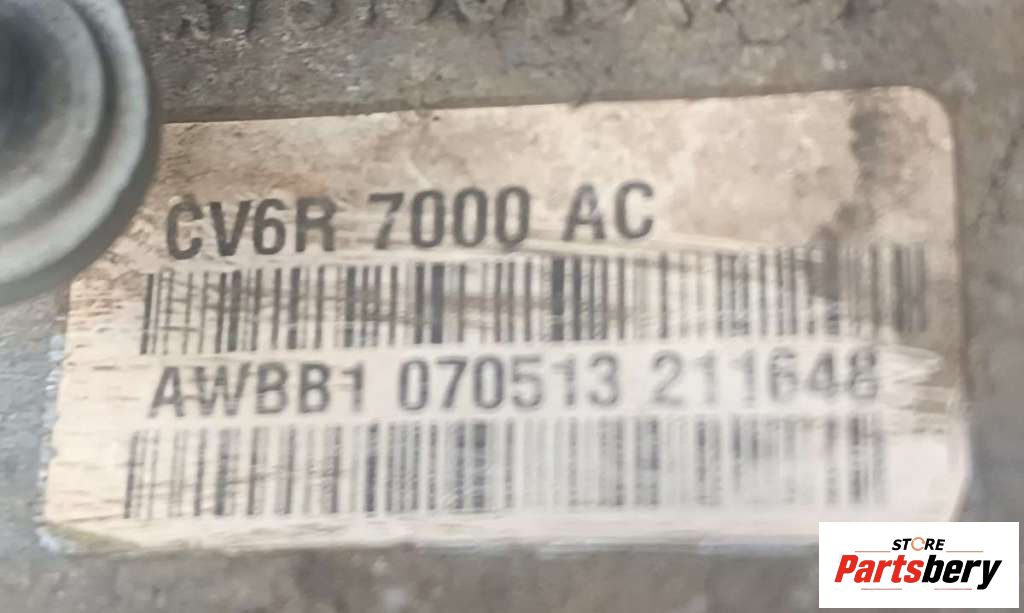 CV6R 7000 AC
AWBB1 070513 211648
STORE
Partsbery